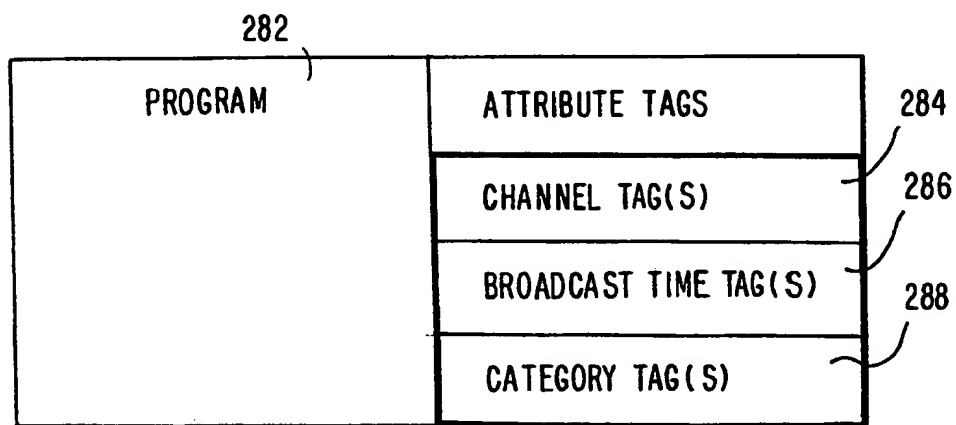 282
PROGRAM
ATTRIBUTE TAGS
284
CHANNEL TAG(S)
286
BROADCAST TIME TAG(S)
288
CATEGORY TAG(S)